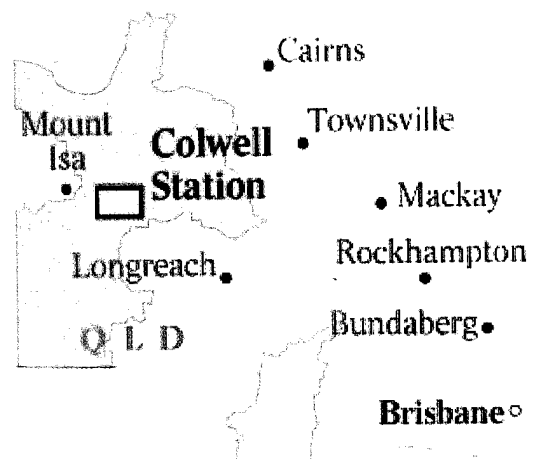 Cairns
Townsville
Mount
Isa
Colwell
Station
Mackay
Rockhampton
Longreach
Bundaberg
Q L D
Brisbane